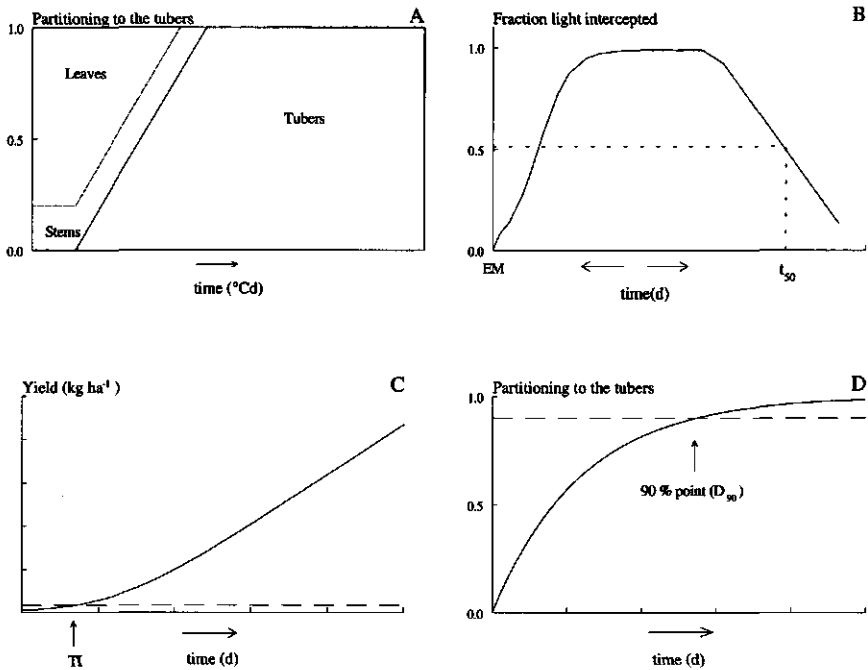 Partitioning to the tubers
A
1.0
Leaves
0.5
Tubers
Stems
0.0
time (°Cd)
Fraction light intercepted
B
1.0
0.5
0.0
EM
t50
time(d)
Yield (kg ha-1 )
C
TI
time (d)
Partitioning to the tubers
D
1.0
90 % point (D90)
0.5
0.0
time (d)